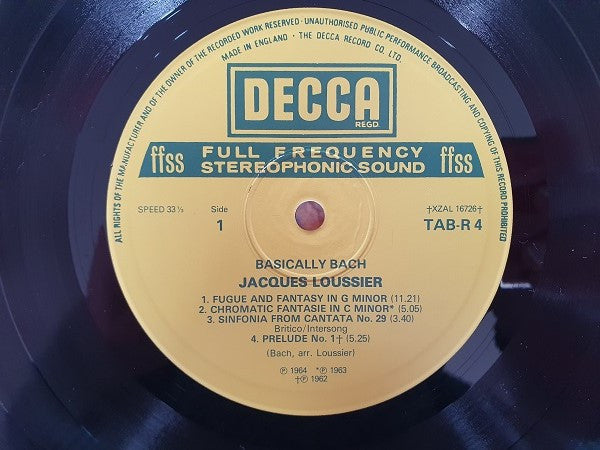 ALL RIGHTS OF THE MANUFACTURER AND OF THE OWNER OF THE RECORDED WORK RESERVED · UNAUTHORISED PUBLIC PERFORMANCE BROADCASTING AND COPYING OF THIS RECORD PROHIBITED
MADE IN ENGLAND · THE DECCA RECORD CO. LTD.
DECCA
REGD.
ffss FULL FREQUENCY STEREOPHONIC SOUND ffss
SPEED 33⅓ Side 1 †XZAL 16726†
TAB-R 4
BASICALLY BACH
JACQUES LOUSSIER
1. FUGUE AND FANTASY IN G MINOR (11.21)
2. CHROMATIC FANTASIE IN C MINOR* (5.05)
3. SINFONIA FROM CANTATA No. 29 (3.40)
Britico/Intersong
4. PRELUDE No. 1† (5.25)
(Bach, arr. Loussier)
℗ 1964 *℗ 1963
†℗ 1962